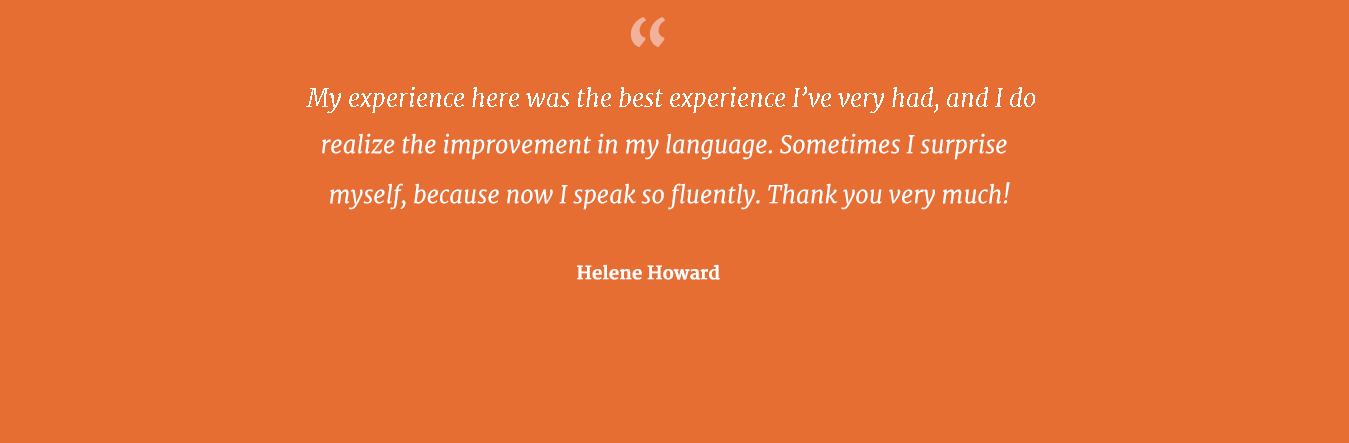 “
My experience here was the best experience I’ve very had, and I do
realize the improvement in my language. Sometimes I surprise
myself, because now I speak so fluently. Thank you very much!
Helene Howard